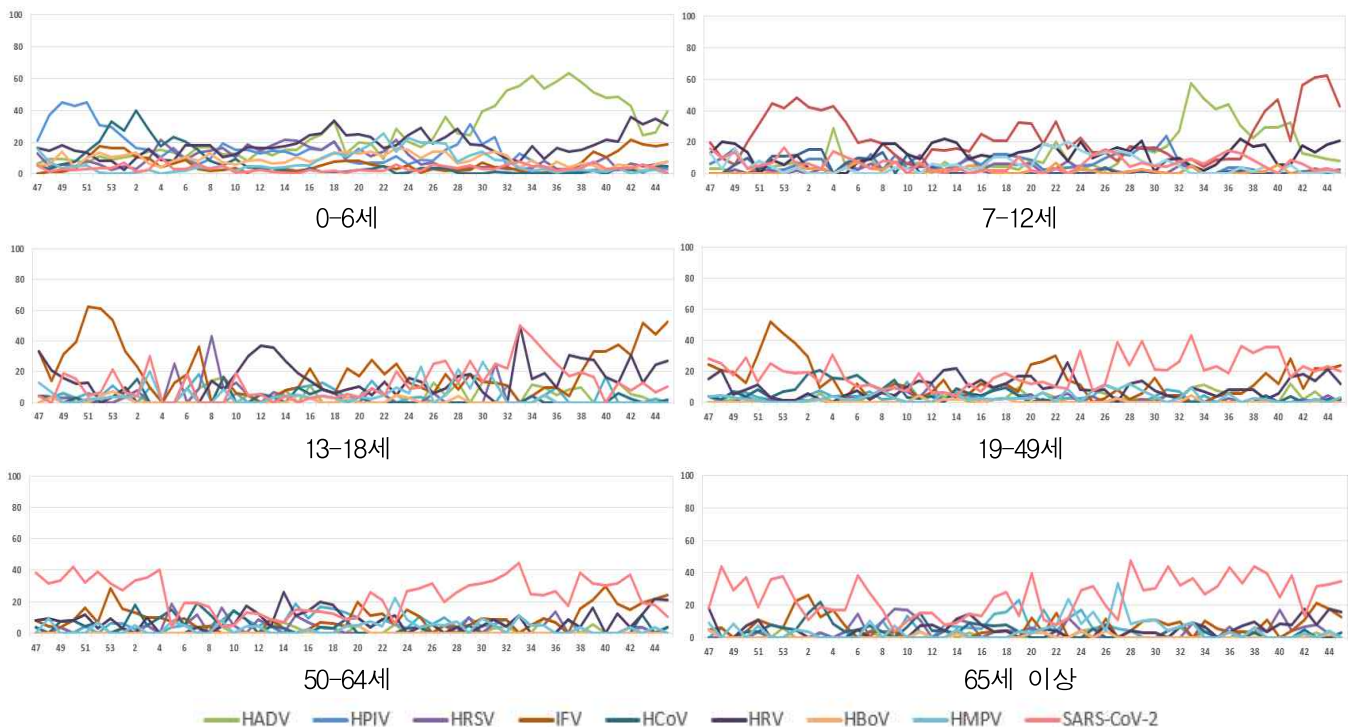 100 80 60 40 20 0
47 49 51 53 2 4 6 8 10 12 14 16 18 20 22 24 26 28 30 32 34 36 38 40 42 44
0-6세
100 80 60 40 20 0
47 49 51 53 2 4 6 8 10 12 14 16 18 20 22 24 26 28 30 32 34 36 38 40 42 44
7-12세
100 80 60 40 20 0
47 49 51 53 2 4 6 8 10 12 14 16 18 20 22 24 26 28 30 32 34 36 38 40 42 44
13-18세
100 80 60 40 20 0
47 49 51 53 2 4 6 8 10 12 14 16 18 20 22 24 26 28 30 32 34 36 38 40 42 44
19-49세
100 80 60 40 20 0
47 49 51 53 2 4 6 8 10 12 14 16 18 20 22 24 26 28 30 32 34 36 38 40 42 44
50-64세
100 80 60 40 20 0
47 49 51 53 2 4 6 8 10 12 14 16 18 20 22 24 26 28 30 32 34 36 38 40 42 44
65세 이상
HADV HPIV HRSV IFV HCoV HRV HBoV HMPV SARS-CoV-2